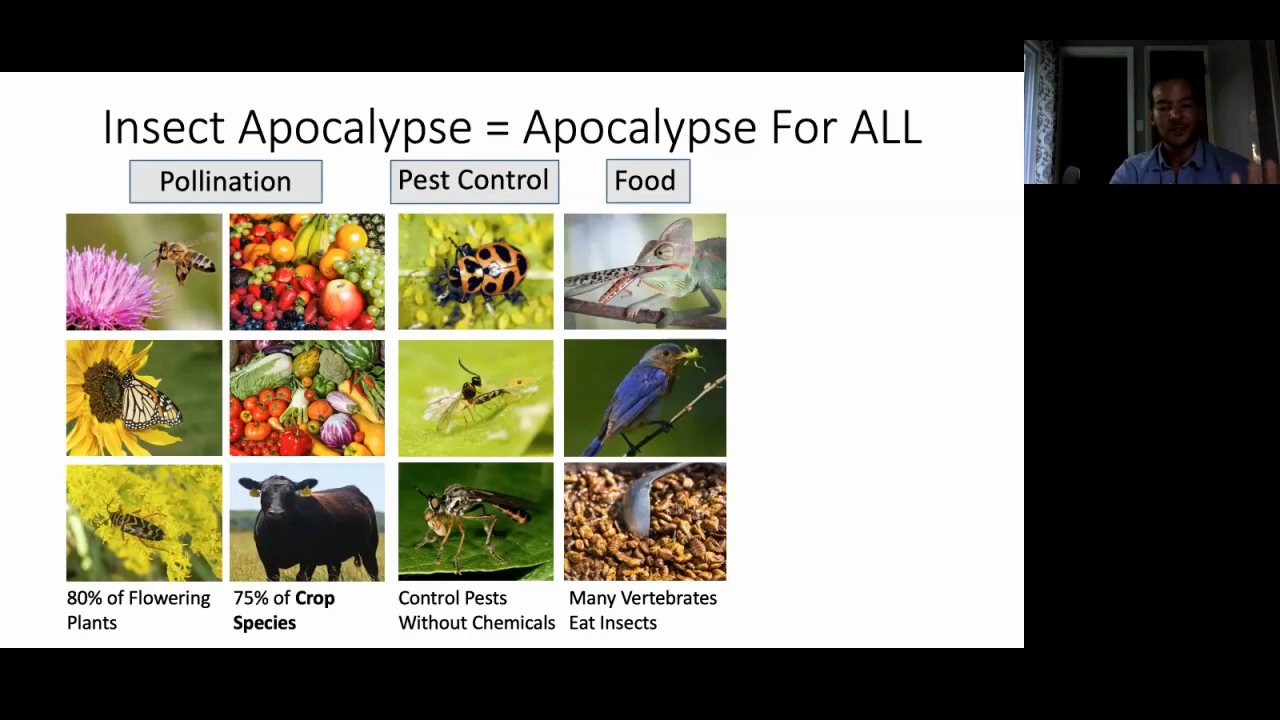 Insect Apocalypse = Apocalypse For ALL
Pollination
Pest Control
Food
80% of Flowering
Plants
75% of Crop
Species
Control Pests
Without Chemicals
Many Vertebrates
Eat Insects